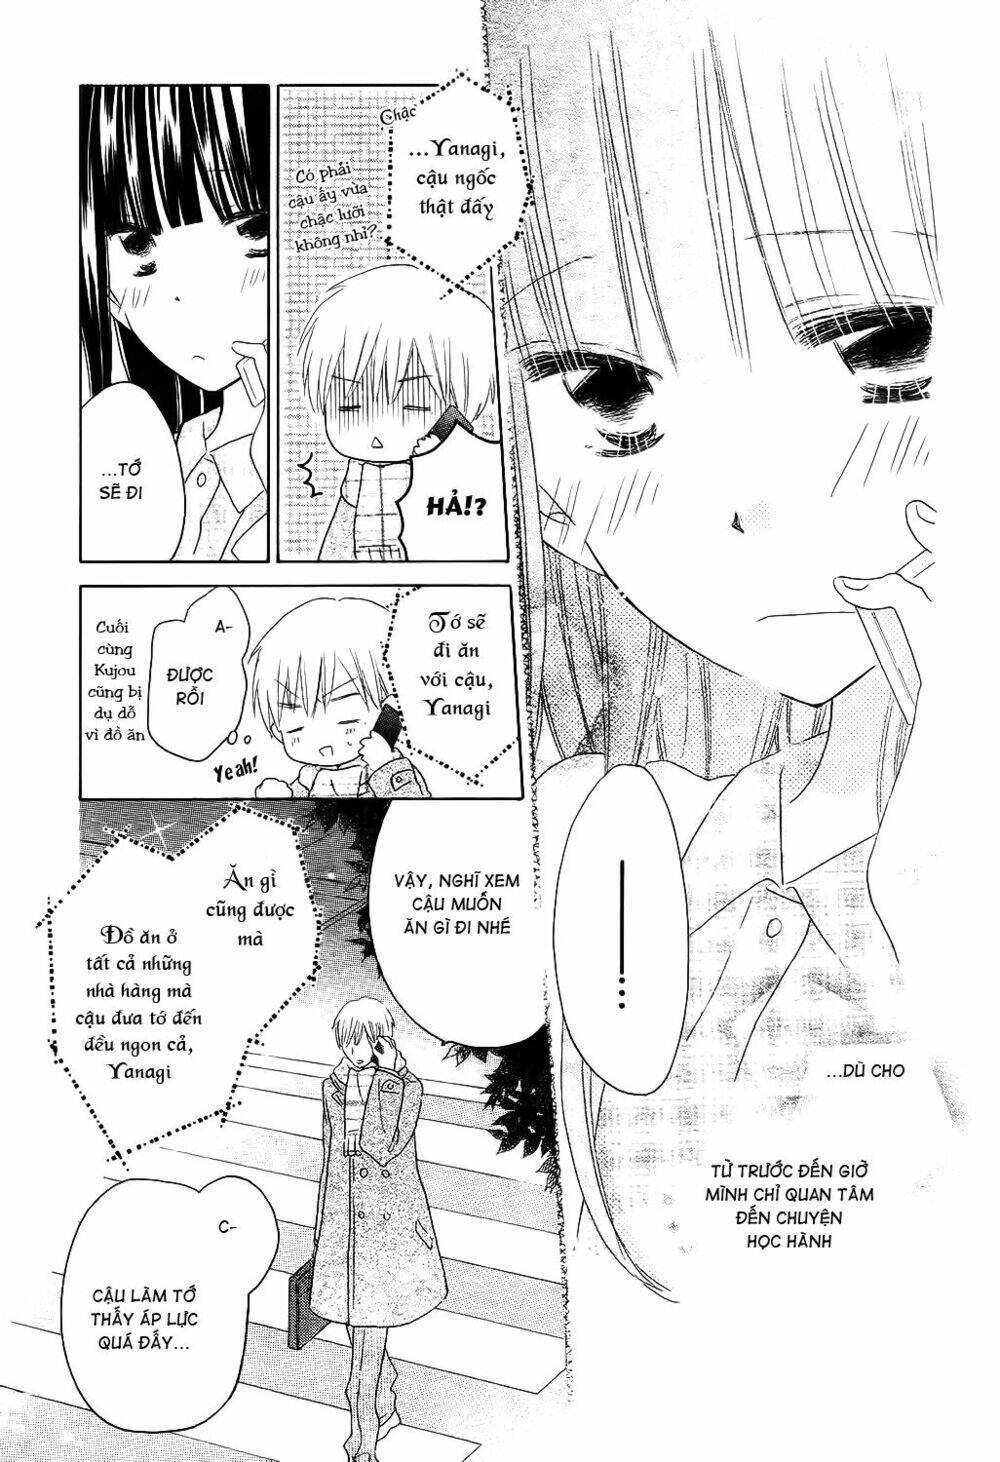 ...DÙ CHO
TỪ TRƯỚC ĐẾN GIỜ
MÌNH CHỈ QUAN TÂM
ĐẾN CHUYỆN
HỌC HÀNH
Chậc
...Yanagi,
cậu ngốc
thật đấy
Có phải
cậu ấy vừa
chậc lưỡi
không nhỉ?
HẢ!?
...TỚ
SẼ ĐI
Tớ sẽ
đi ăn
với cậu,
Yanagi
A-
ĐƯỢC
RỒI
Yeah!
Cuối
cùng
Kujou
cũng bị
dụ dỗ
vì đồ ăn
VẬY, NGHĨ XEM
CẬU MUỐN
ĂN GÌ ĐI NHÉ
Ăn gì
cũng được
mà
Đồ ăn ở
tất cả những
nhà hàng mà
cậu đưa tớ đến
đều ngon cả,
Yanagi
C-
CẬU LÀM TỚ
THẤY ÁP LỰC
QUÁ ĐẤY...